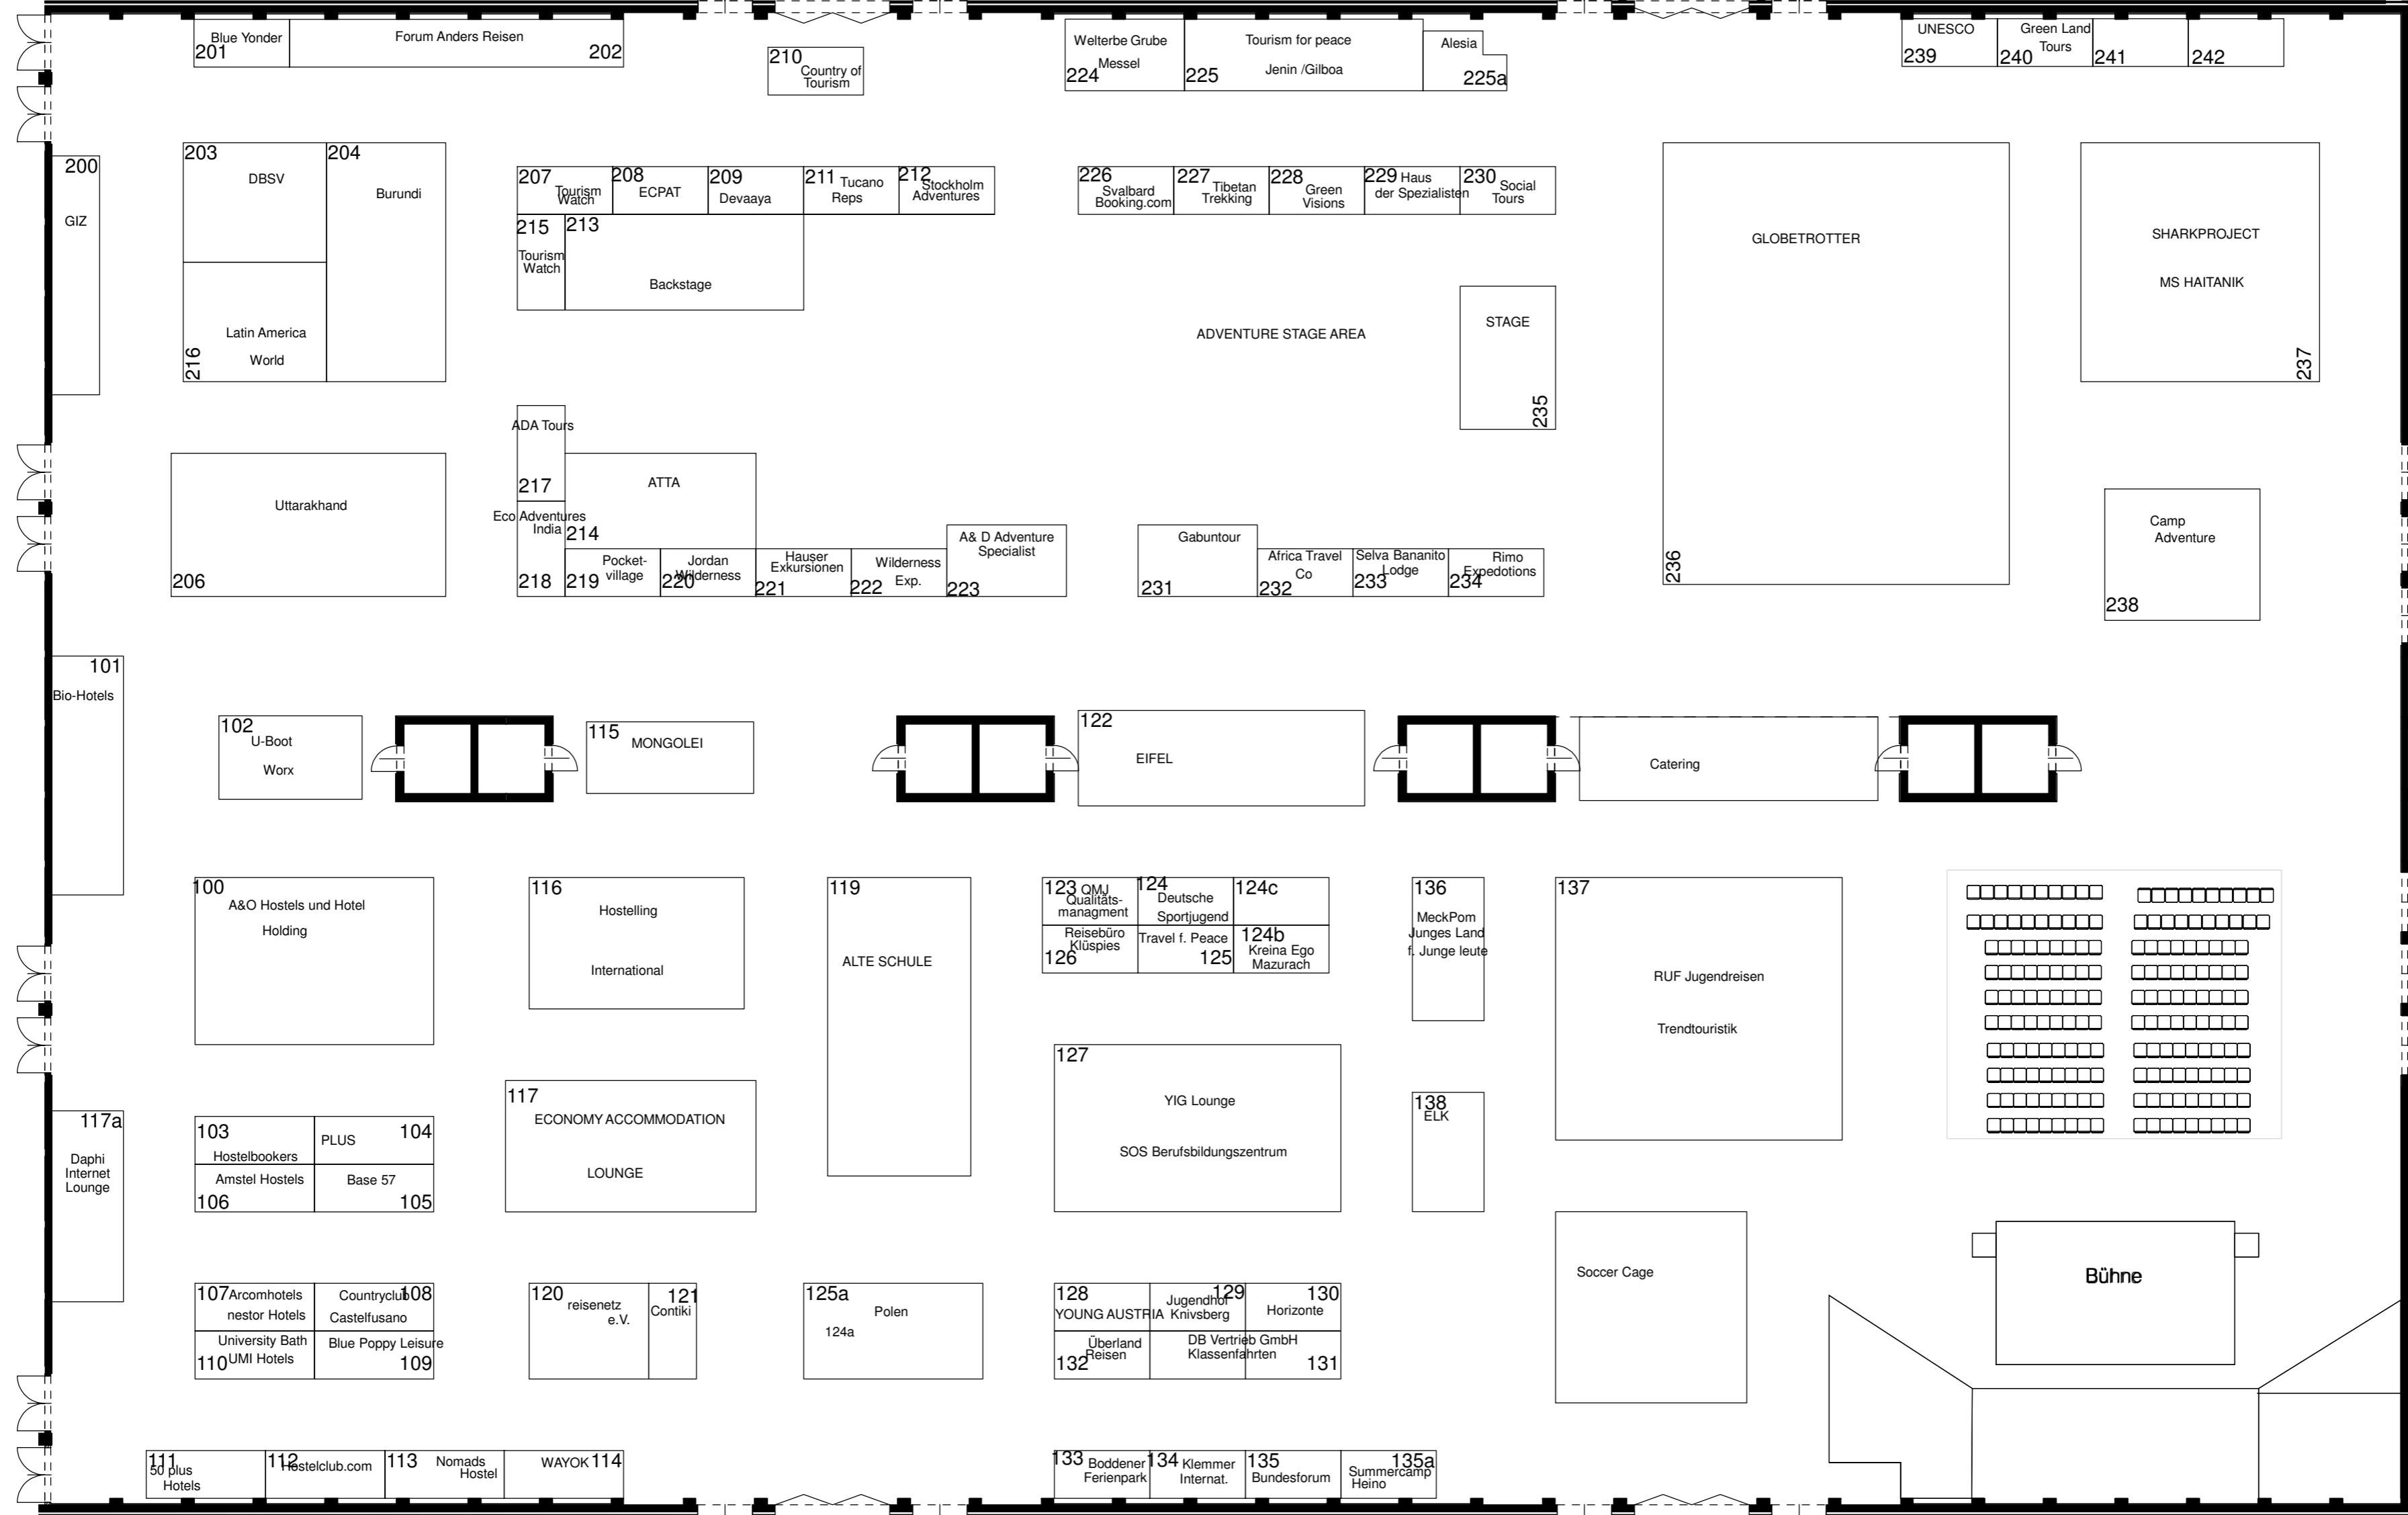 Blue Yonder
201
Forum Anders Reisen
202
210
Country of
Tourism
Welterbe Grube
Messel
224
Tourism for peace
Jenin /Gilboa
225
Alesia
225a
UNESCO
239
Green Land
Tours
240
241
242
200
GIZ
203
DBSV
204
Burundi
Latin America
World
216
207
Tourism
Watch
208
ECPAT
209
Devaaya
211 Tucano
Reps
212
Stockholm
Adventures
215
Tourism
Watch
213
Backstage
226
Svalbard
Booking.com
227
Tibetan
Trekking
228
Green
Visions
229 Haus
der Spezialisten
230
Social
Tours
ADVENTURE STAGE AREA
STAGE
235
GLOBETROTTER
236
SHARKPROJECT
MS HAITANIK
237
Uttarakhand
206
ADA Tours
217
Eco Adventures
India
218
ATTA
214
Pocket-
village
219
Jordan
Wilderness
220
Hauser
Exkursionen
221
Wilderness
Exp.
222
A& D Adventure
Specialist
223
Gabuntour
231
Africa Travel
Co
232
Selva Bananito
Lodge
233
Rimo
Expedotions
234
Camp
Adventure
238
101
Bio-Hotels
102
U-Boot
Worx
115
MONGOLEI
122
EIFEL
Catering
100
A&O Hostels und Hotel
Holding
116
Hostelling
International
119
ALTE SCHULE
123 QMJ
Qualitäts-
managment
124
Deutsche
Sportjugend
124c
Reisebüro
Klüspies
126
Travel f. Peace
125
124b
Kreina Ego
Mazurach
136
MeckPom
Junges Land
f. Junge leute
137
RUF Jugendreisen
Trendtouristik
117a
Daphi
Internet
Lounge
103
Hostelbookers
PLUS
104
Amstel Hostels
106
Base 57
105
117
ECONOMY ACCOMMODATION
LOUNGE
127
YIG Lounge
SOS Berufsbildungszentrum
138
ELK
Soccer Cage
Bühne
107 Arcomhotels
nestor Hotels
Countryclub
108
Castelfusano
University Bath
110 UMI Hotels
Blue Poppy Leisure
109
120
reisenetz
e.V.
121
Contiki
125a
Polen
124a
128
YOUNG AUSTRIA
Jugendhof
129
Knivsberg
130
Horizonte
Überland
Reisen
132
DB Vertrieb GmbH
Klassenfahrten
131
111
50 plus
Hotels
112
Hostelclub.com
113
Nomads
Hostel
WAYOK 114
133
Boddener
Ferienpark
134
Klemmer
Internat.
135
Bundesforum
135a
Summercamp
Heino